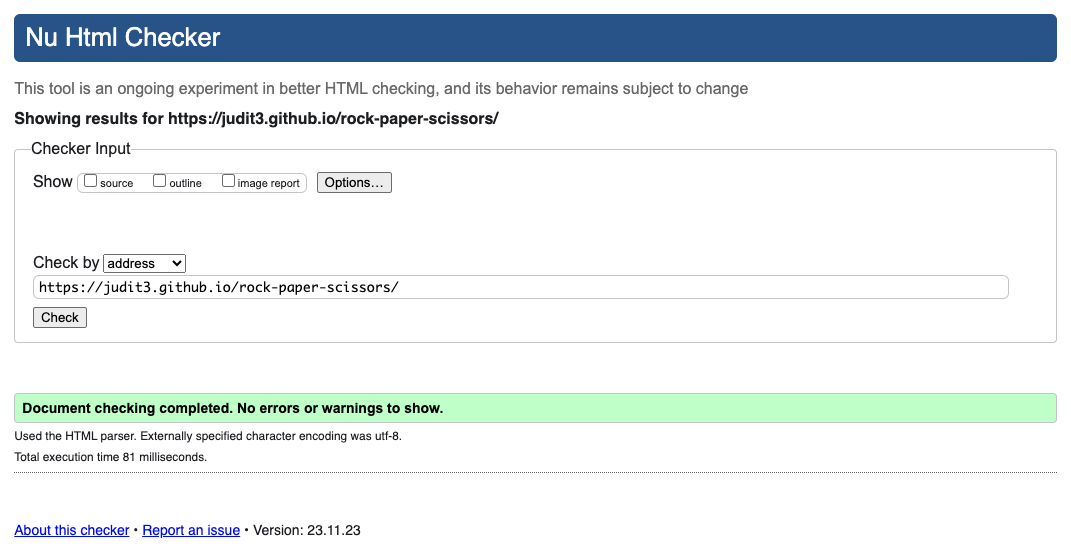 Nu Html Checker
This tool is an ongoing experiment in better HTML checking, and its behavior remains subject to change
Showing results for https://judit3.github.io/rock-paper-scissors/
Checker Input
Show source outline image report Options...
Check by address
https://judit3.github.io/rock-paper-scissors/
Check
Document checking completed. No errors or warnings to show.
Used the HTML parser. Externally specified character encoding was utf-8.
Total execution time 81 milliseconds.
About this checker • Report an issue • Version: 23.11.23